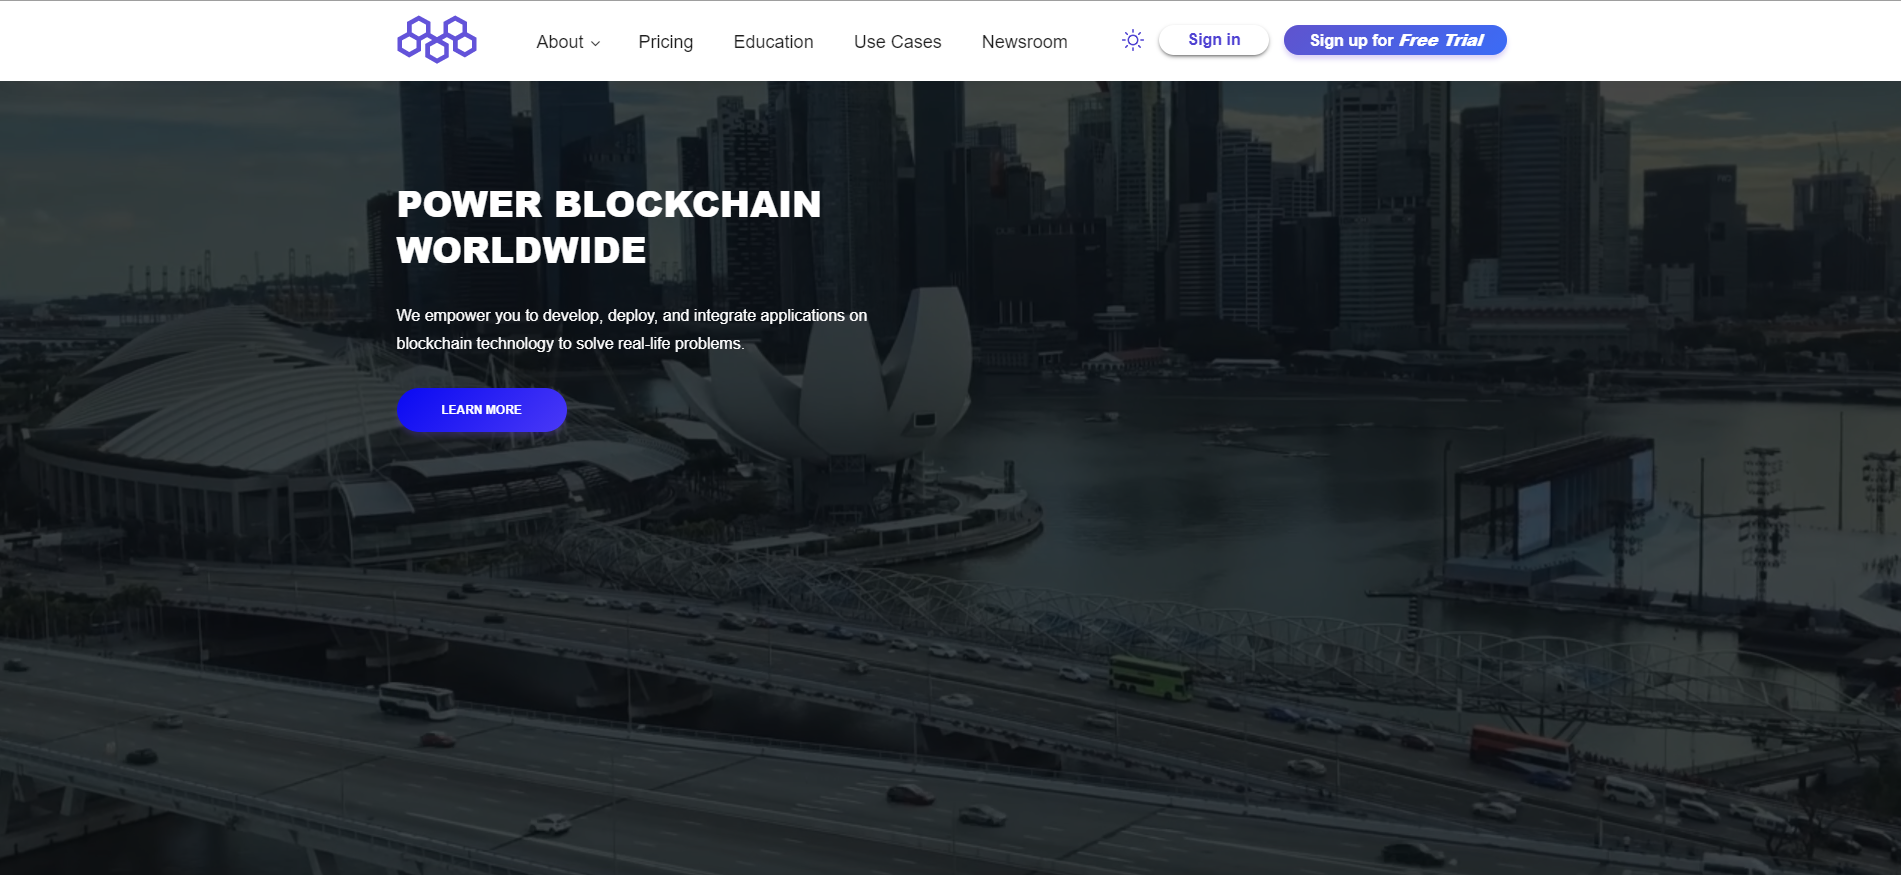 About
Pricing
Education
Use Cases
Newsroom
Sign in
Sign up for Free Trial
POWER BLOCKCHAIN
WORLDWIDE
We empower you to develop, deploy, and integrate applications on
blockchain technology to solve real-life problems.
LEARN MORE